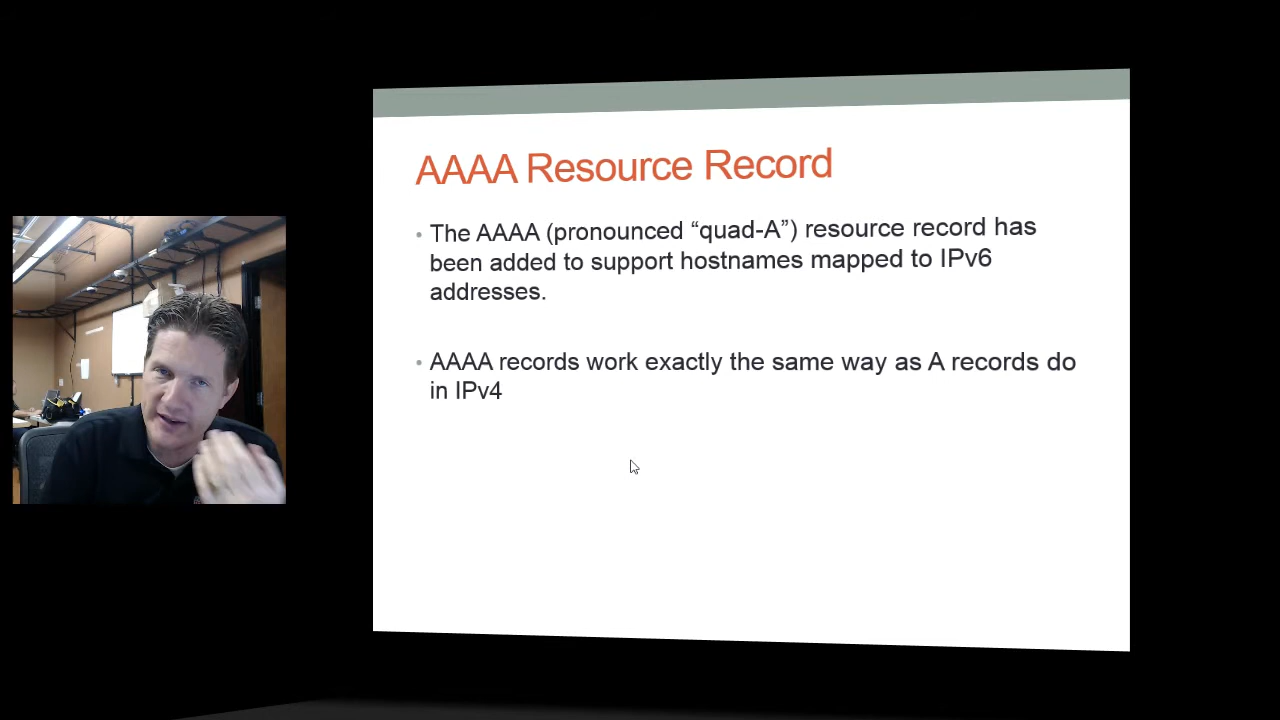 AAAA Resource Record
• The AAAA (pronounced “quad-A”) resource record has
been added to support hostnames mapped to IPv6
addresses.
• AAAA records work exactly the same way as A records do
in IPv4